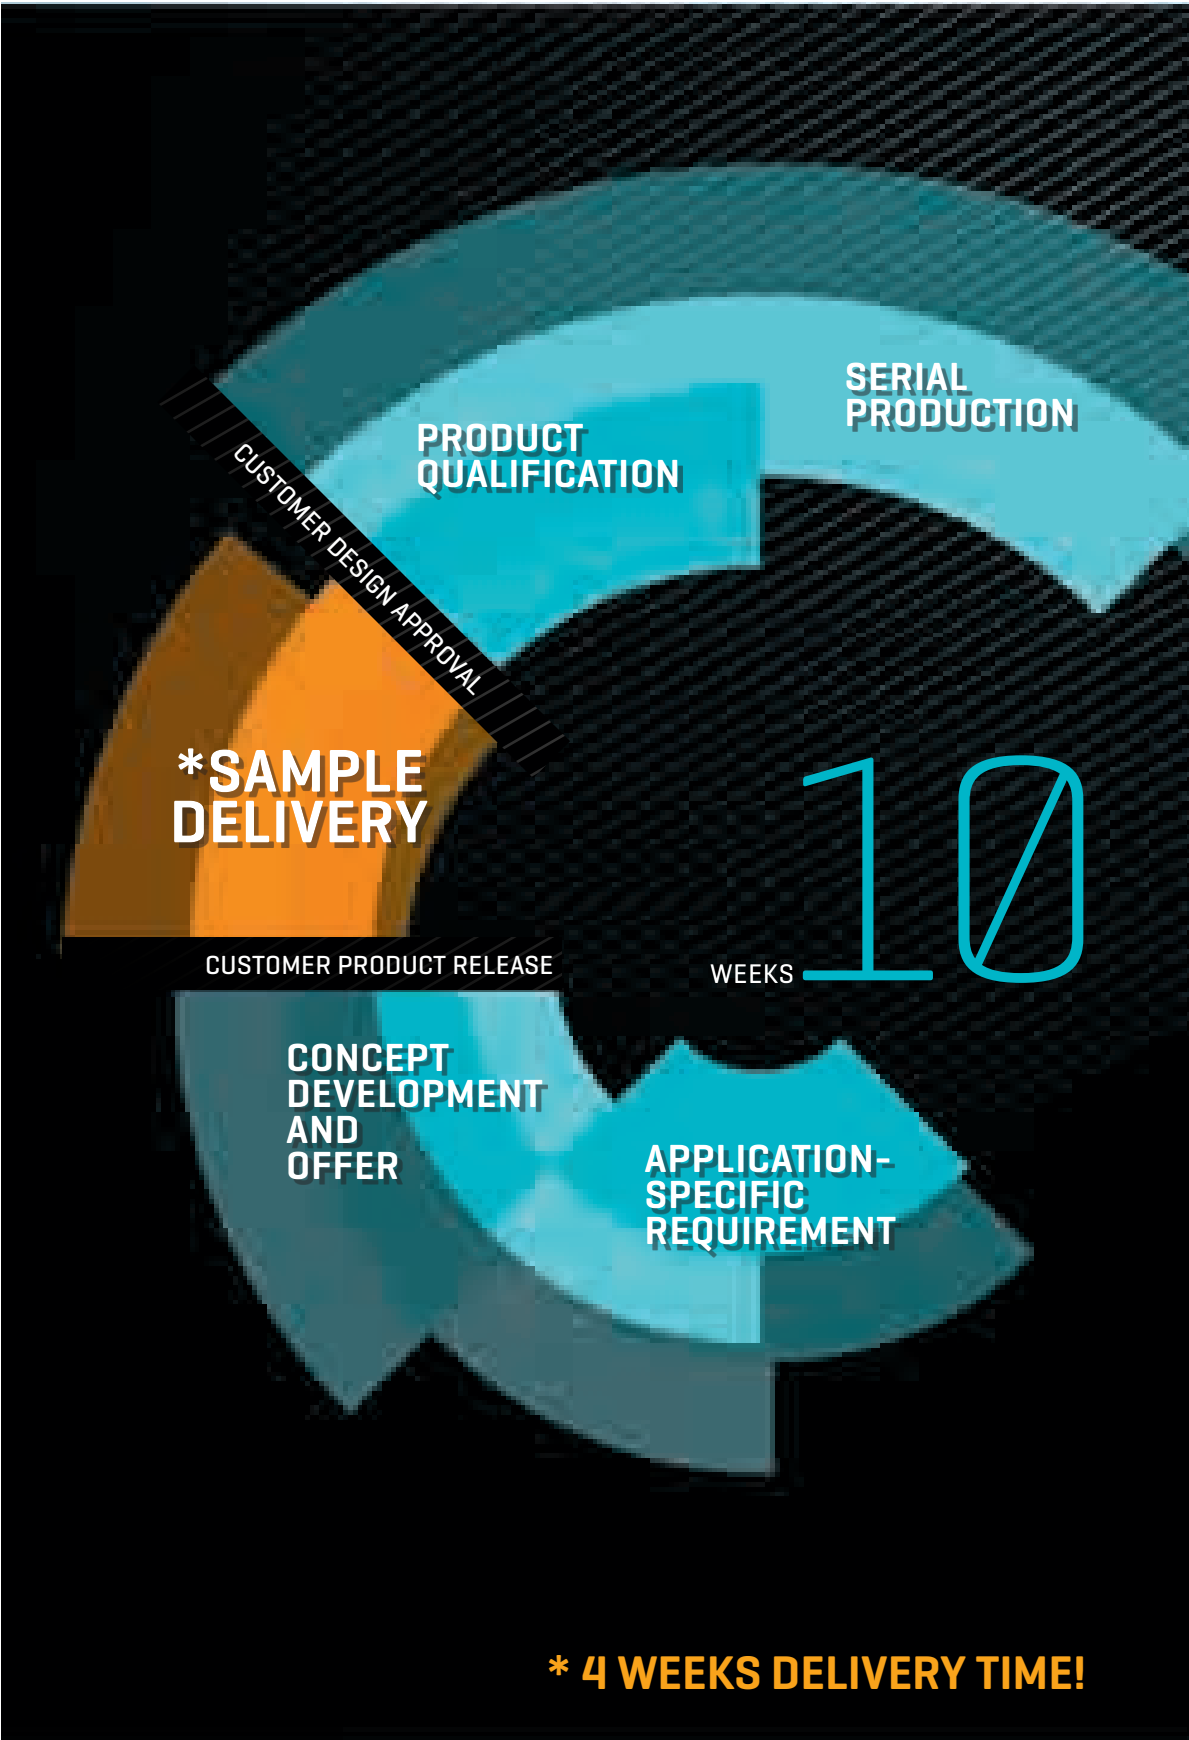 SERIAL
PRODUCTION
PRODUCT
QUALIFICATION
CUSTOMER DESIGN APPROVAL
*SAMPLE
DELIVERY
10
WEEKS
CUSTOMER PRODUCT RELEASE
CONCEPT
DEVELOPMENT
AND
OFFER
APPLICATION-
SPECIFIC
REQUIREMENT
* 4 WEEKS DELIVERY TIME!